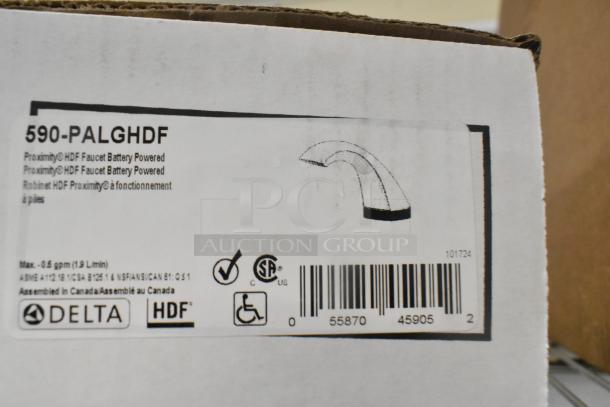 590-PALGHDF
Proximity® HDF Faucet Battery Powered
Proximity® HDF Faucet Battery Powered
Robinet HDF Proximity® à fonctionnement
à piles
PCI
AUCTION GROUP
101724
Max. - 0.5 gpm (1.9 L/min)
ASME A112.18.1/CSA B125.1 & NSF/ANSI/CAN 61: Q≤1
Assembled in Canada/Assemblé au Canada
C SA ® US
DELTA HDF®
0 55870 45905 2